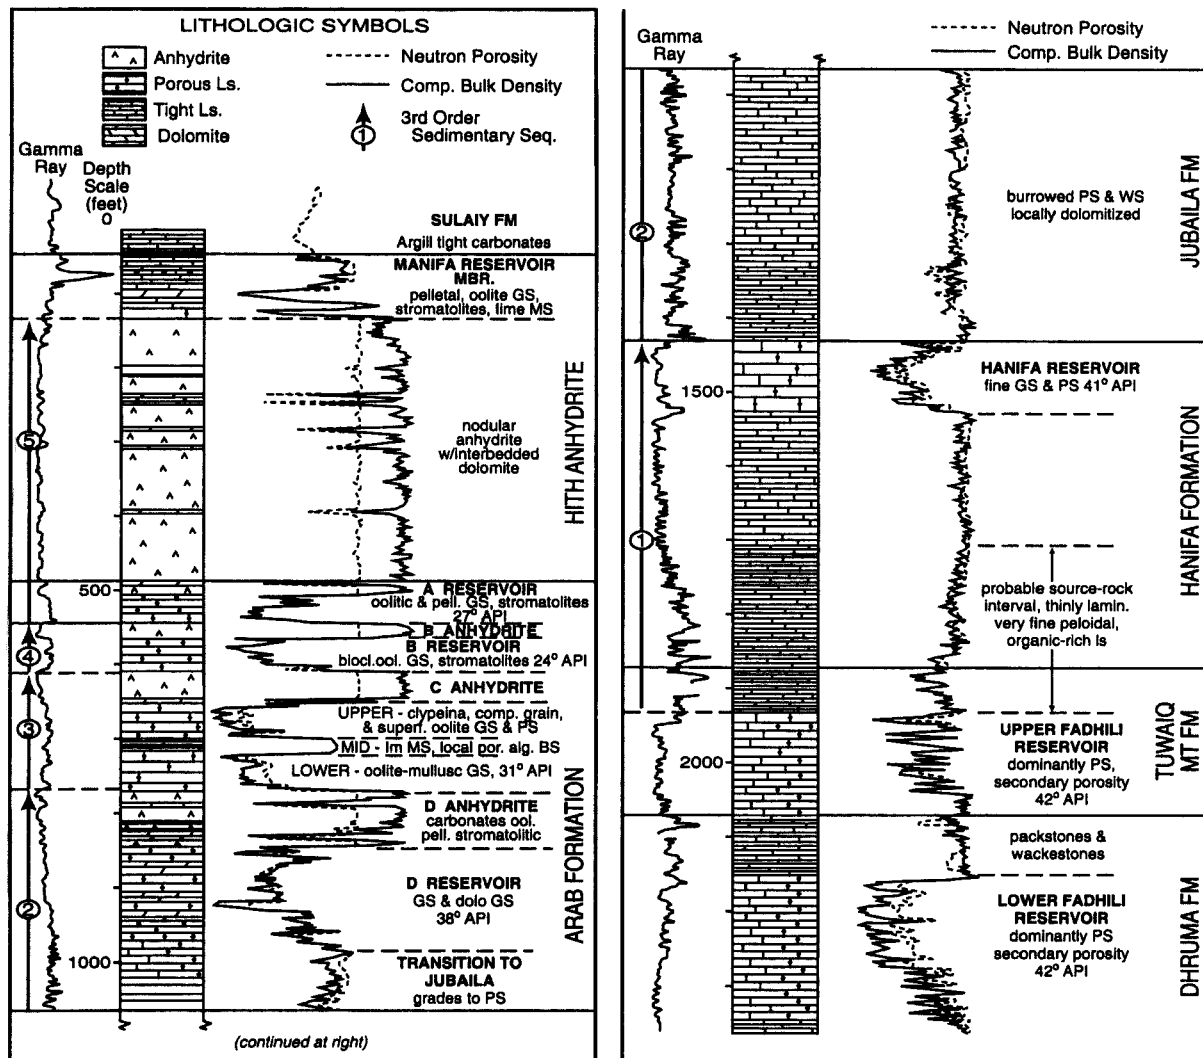 LITHOLOGIC SYMBOLS
Anhydrite
Porous Ls.
Tight Ls.
Dolomite
Neutron Porosity
Comp. Bulk Density
1
3rd Order
Sedimentary Seq.
Gamma
Ray
Depth
Scale
(feet)
0
SULAIY FM
Argill tight carbonates
MANIFA RESERVOIR
MBR.
pelletal, oolite GS,
stromatolites, lime MS
5
nodular
anhydrite
w/interbedded
dolomite
HITH ANHYDRITE
500
A RESERVOIR
oolitic & pell. GS, stromatolites
27° API
B ANHYDRITE
4
B RESERVOIR
biocl.ool. GS, stromatolites 24° API
C ANHYDRITE
3
UPPER - clypeina, comp. grain,
& superf. oolite GS & PS
MID - lm MS, local por. alg. BS
LOWER - oolite-mullusc GS, 31° API
D ANHYDRITE
carbonates ool.
pell. stromatolitic
2
D RESERVOIR
GS & dolo GS
38° API
ARAB FORMATION
1000
TRANSITION TO
JUBAILA
grades to PS
(continued at right)
Gamma
Ray
Neutron Porosity
Comp. Bulk Density
2
burrowed PS & WS
locally dolomitized
JUBAILA FM
HANIFA RESERVOIR
fine GS & PS 41° API
1500
1
probable source-rock
interval, thinly lamin.
very fine peloidal,
organic-rich ls
HANIFA FORMATION
UPPER FADHILI
RESERVOIR
dominantly PS,
secondary porosity
42° API
2000
TUWAIQ
MT FM
packstones &
wackestones
LOWER FADHILI
RESERVOIR
dominantly PS
secondary porosity
42° API
DHRUMA FM